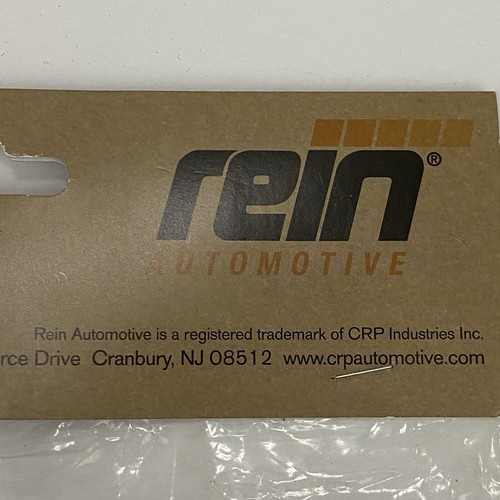 rein®
AUTOMOTIVE
Rein Automotive is a registered trademark of CRP Industries Inc.
rce Drive Cranbury, NJ 08512 www.crpautomotive.com